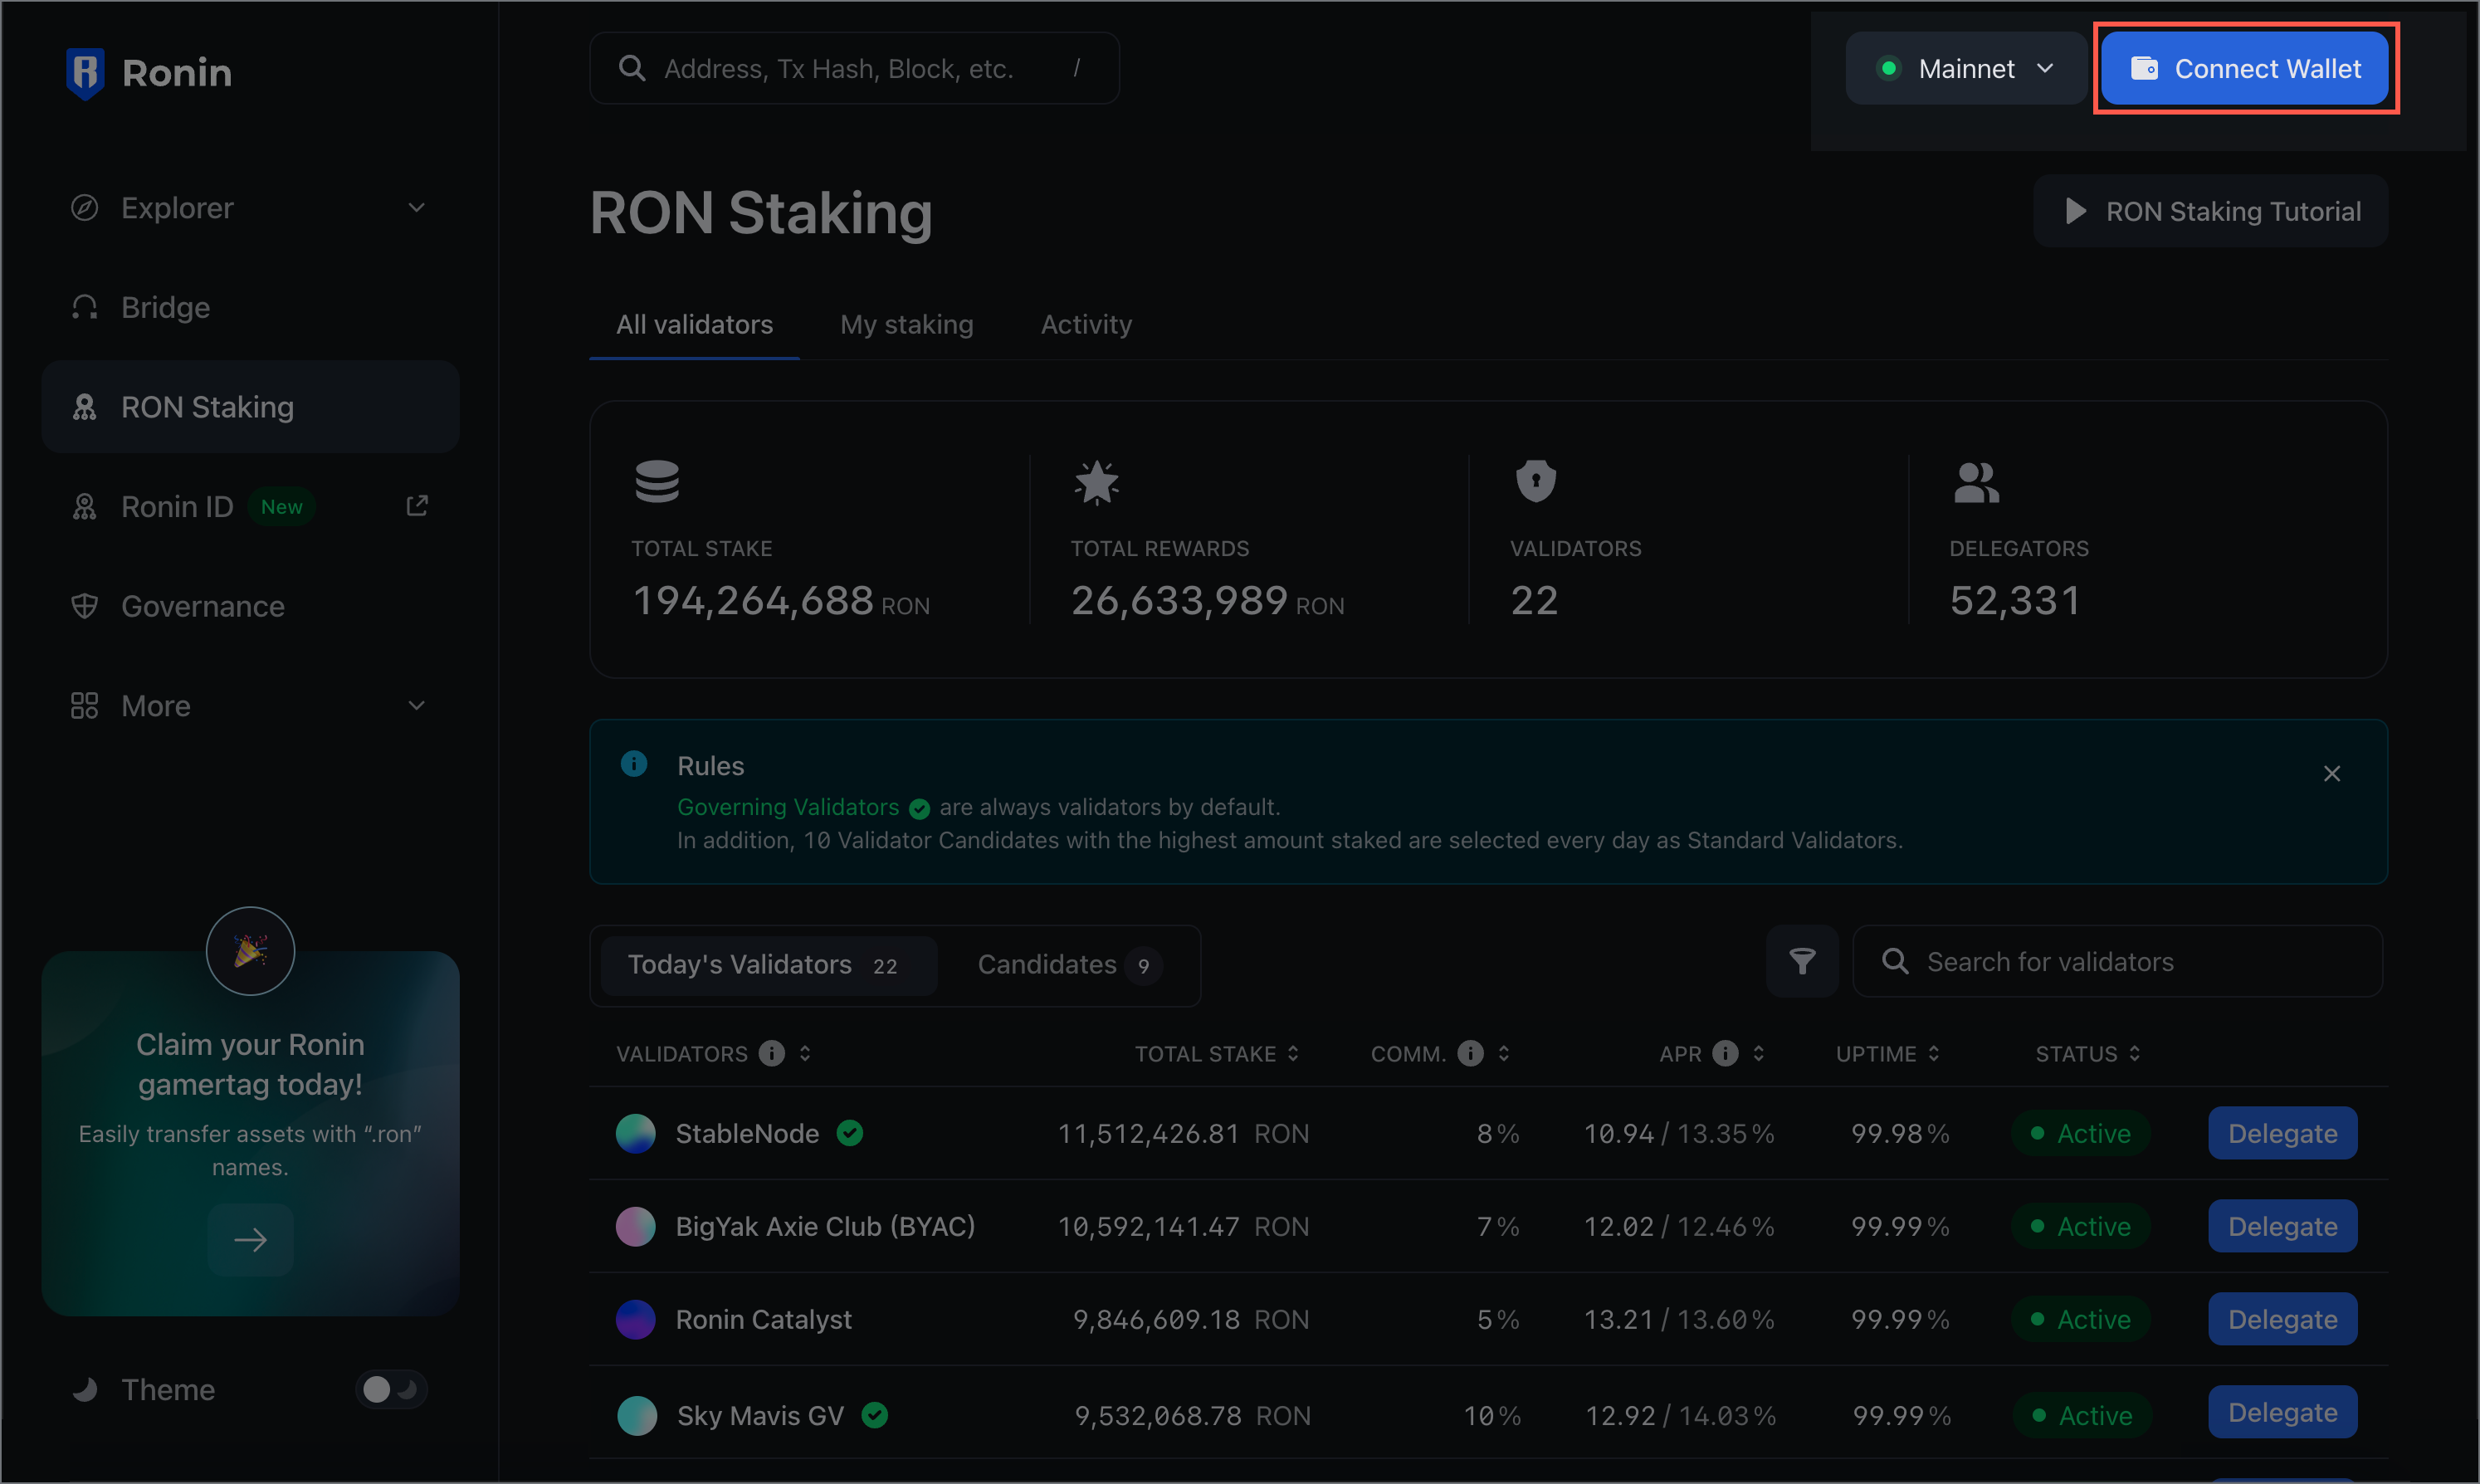 Ronin
Address, Tx Hash, Block, etc. /
Mainnet
Connect Wallet
Explorer
Bridge
RON Staking
Ronin ID New
Governance
More
Claim your Ronin
gamertag today!
Easily transfer assets with “.ron”
names.
Theme
RON Staking
RON Staking Tutorial
All validators My staking Activity
TOTAL STAKE
194,264,688 RON
TOTAL REWARDS
26,633,989 RON
VALIDATORS
22
DELEGATORS
52,331
Rules
Governing Validators are always validators by default.
In addition, 10 Validator Candidates with the highest amount staked are selected every day as Standard Validators.
Today's Validators 22 Candidates 9
Search for validators
VALIDATORS TOTAL STAKE COMM. APR UPTIME STATUS
StableNode 11,512,426.81 RON 8% 10.94 / 13.35% 99.98% Active Delegate
BigYak Axie Club (BYAC) 10,592,141.47 RON 7% 12.02 / 12.46% 99.99% Active Delegate
Ronin Catalyst 9,846,609.18 RON 5% 13.21 / 13.60% 99.99% Active Delegate
Sky Mavis GV 9,532,068.78 RON 10% 12.92 / 14.03% 99.99% Active Delegate